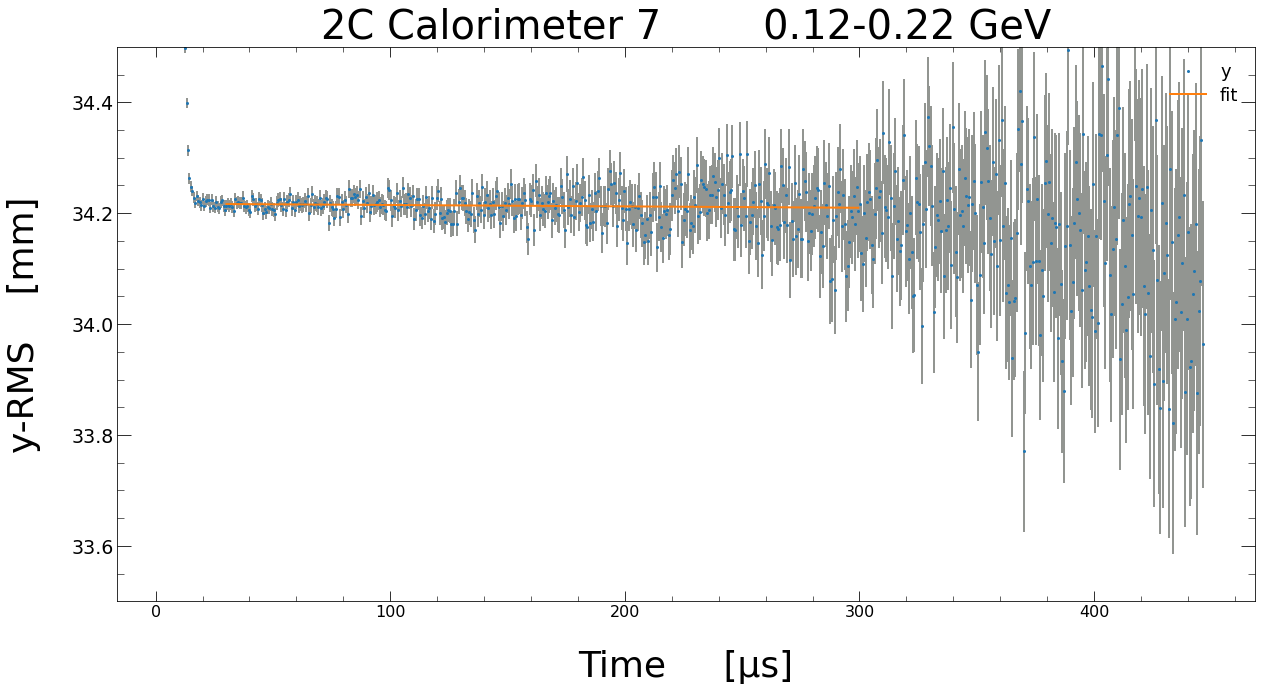 2C Calorimeter 7 0.12-0.22 GeV
y
fit
y-RMS [mm]
34.4
34.2
34.0
33.8
33.6
0 100 200 300 400
Time [µs]